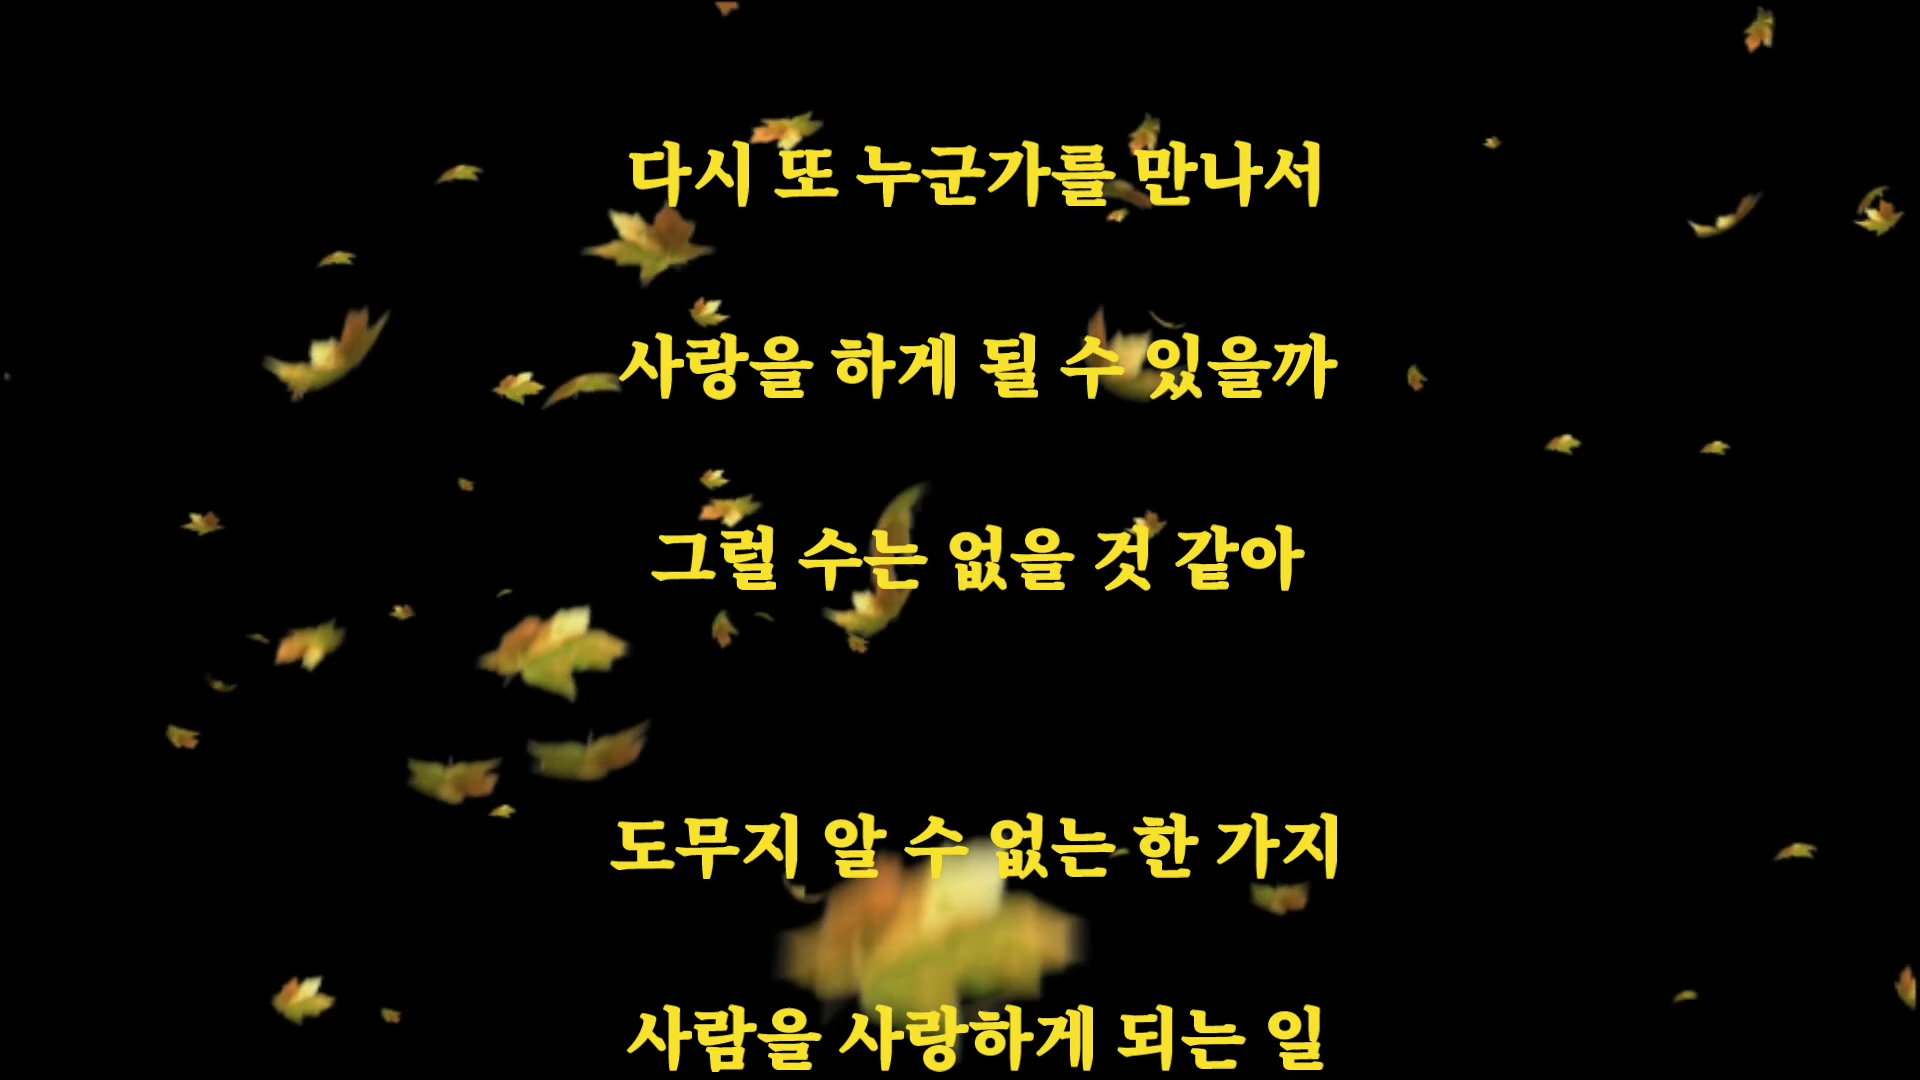 다시 또 누군가를 만나서
사랑을 하게 될 수 있을까
그럴 수는 없을 것 같아
도무지 알 수 없는 한 가지
사람을 사랑하게 되는 일